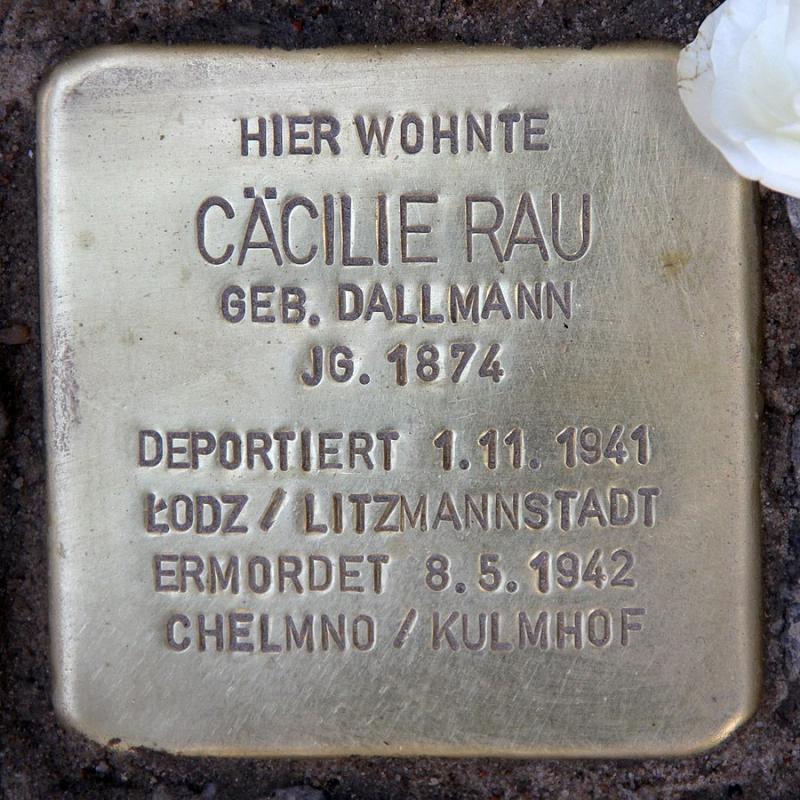 HIER WOHNTE
CÄCILIE RAU
GEB. DALLMANN
JG. 1874
DEPORTIERT 1.11. 1941
ŁODZ / LITZMANNSTADT
ERMORDET 8.5.1942
CHELMNO / KULMHOF